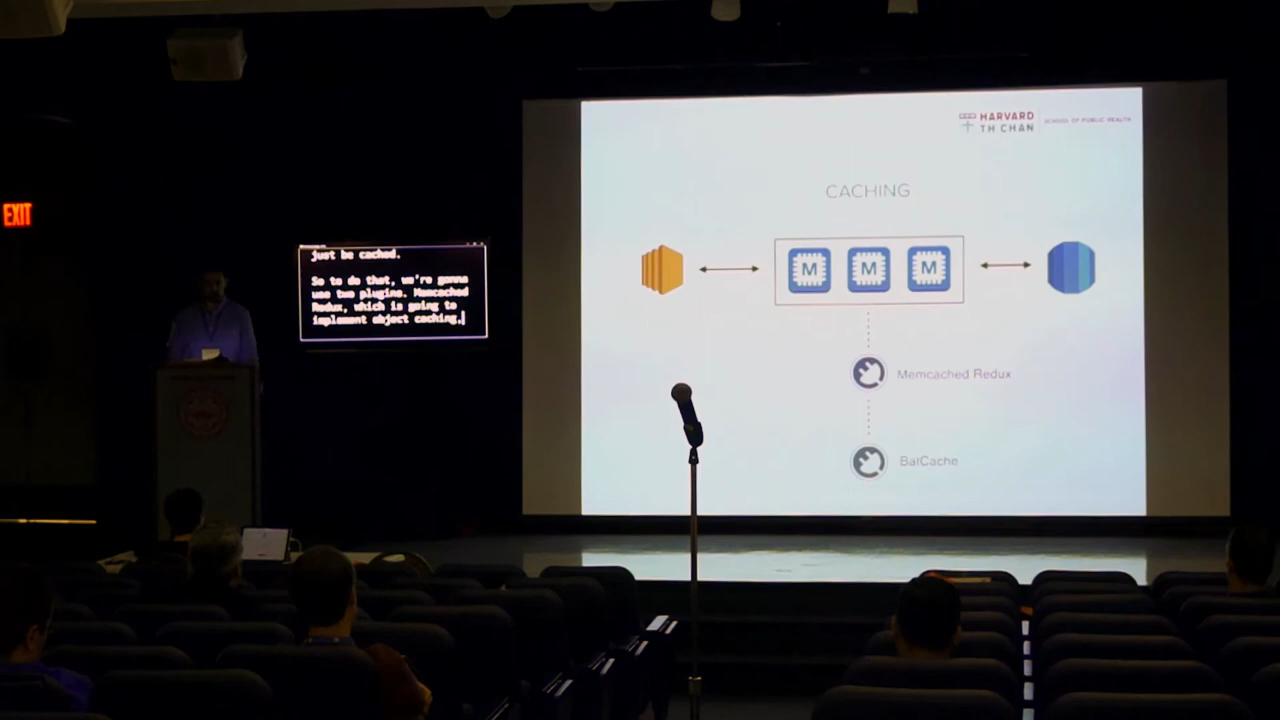 EXIT
just be cached.
So to do that, we're gonna
use two plugins. Memcached
Redux, which is going to
implement object caching,
HARVARD
TH CHAN
SCHOOL OF PUBLIC HEALTH
CACHING
M M M
Memcached Redux
BatCache